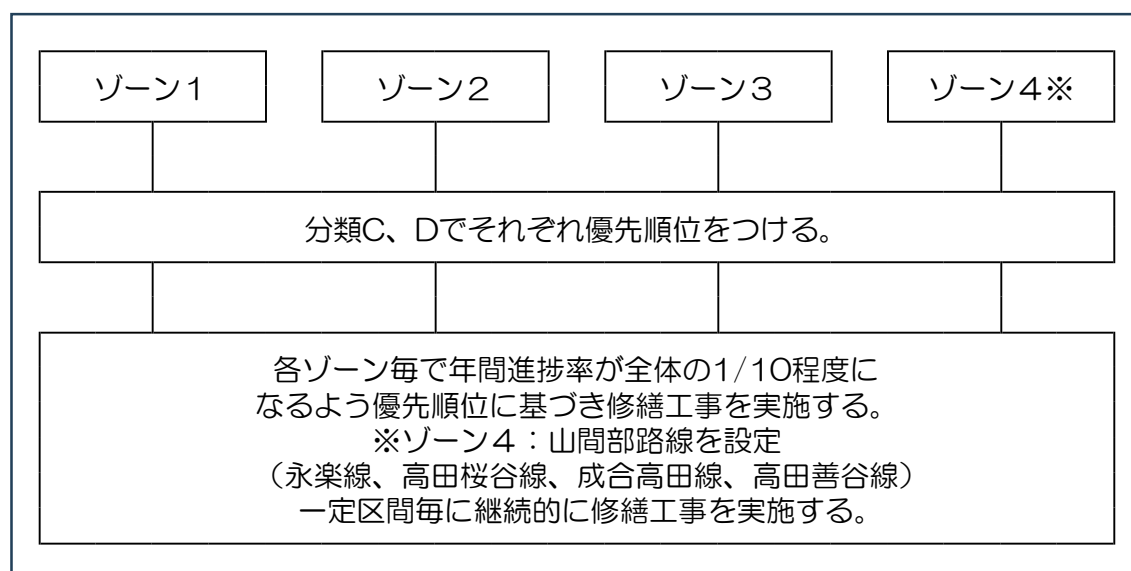 ゾーン1
ゾーン2
ゾーン3
ゾーン4※
分類C、Dでそれぞれ優先順位をつける。
各ゾーン毎で年間進捗率が全体の1/10程度に
なるよう優先順位に基づき修繕工事を実施する。
※ゾーン4：山間部路線を設定
（永楽線、高田桜谷線、成合高田線、高田善谷線）
一定区間毎に継続的に修繕工事を実施する。